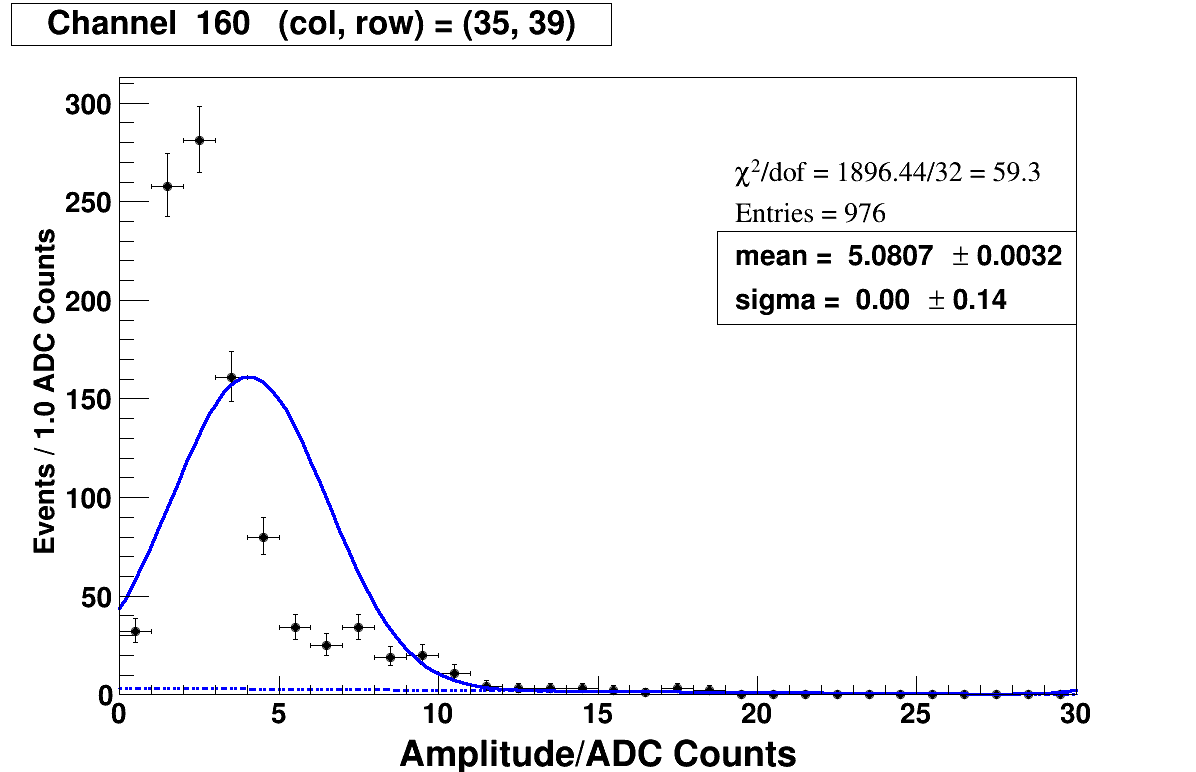 Channel 160 (col, row) = (35, 39)
300
250
200
150
100
50
0
Events / 1.0 ADC Counts
χ²/dof = 1896.44/32 = 59.3
Entries = 976
mean = 5.0807 ± 0.0032
sigma = 0.00 ± 0.14
0 5 10 15 20 25 30
Amplitude/ADC Counts